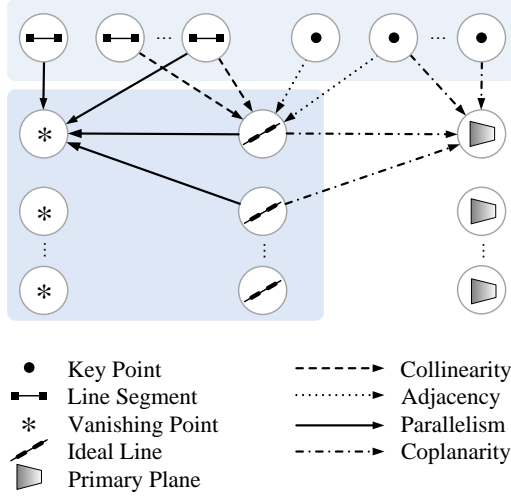 Key Point
Line Segment
Vanishing Point
Ideal Line
Primary Plane
Collinearity
Adjacency
Parallelism
Coplanarity